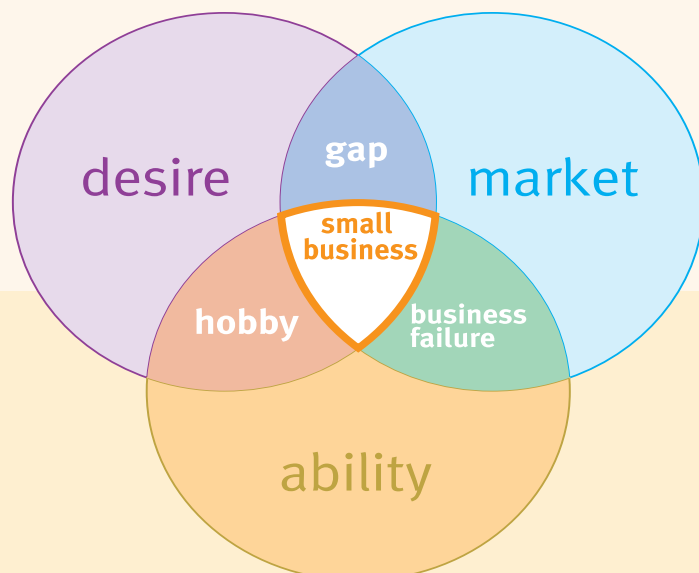 gap
desire
market
small
business
hobby
business
failure
ability